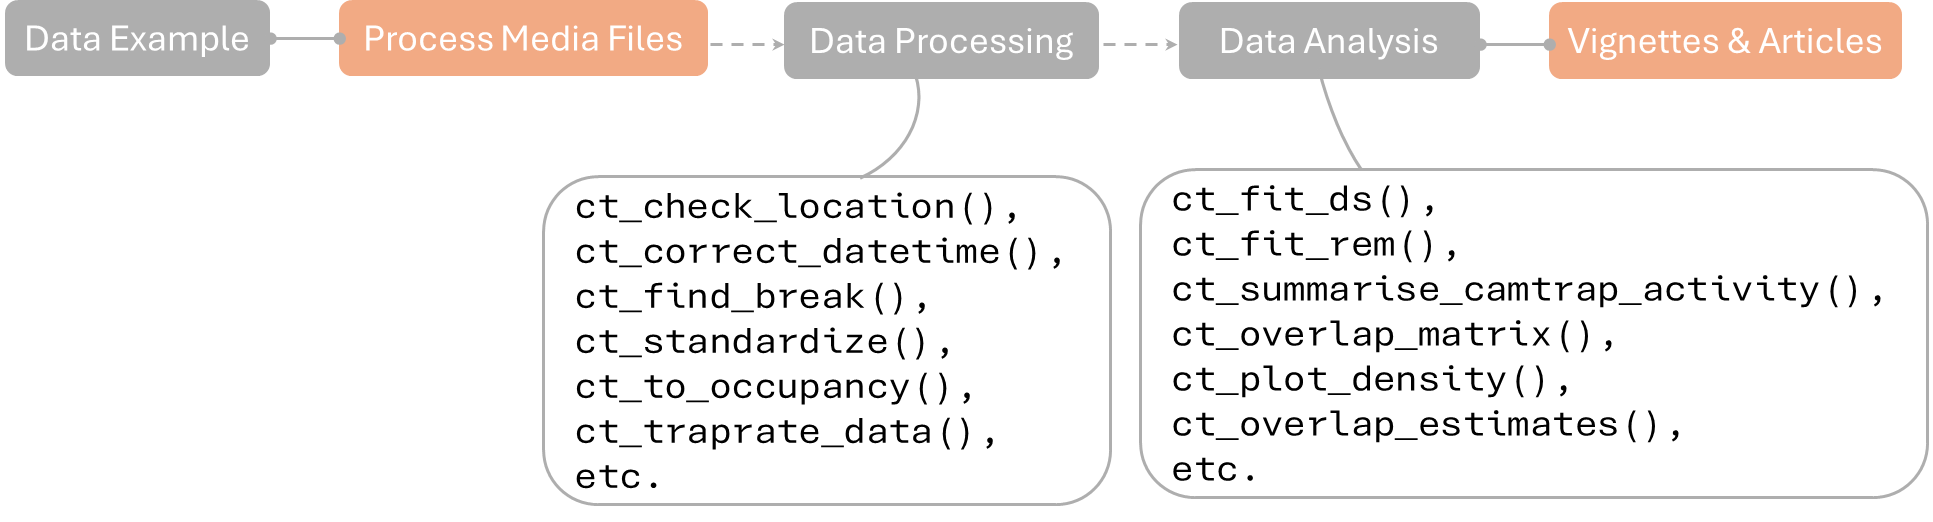 Data Example
Process Media Files
Data Processing
Data Analysis
Vignettes & Articles
ct_check_location(),
ct_correct_datetime(),
ct_find_break(),
ct_standardize(),
ct_to_occupancy(),
ct_traprate_data(),
etc.
ct_fit_ds(),
ct_fit_rem(),
ct_summarise_camtrap_activity(),
ct_overlap_matrix(),
ct_plot_density(),
ct_overlap_estimates(),
etc.